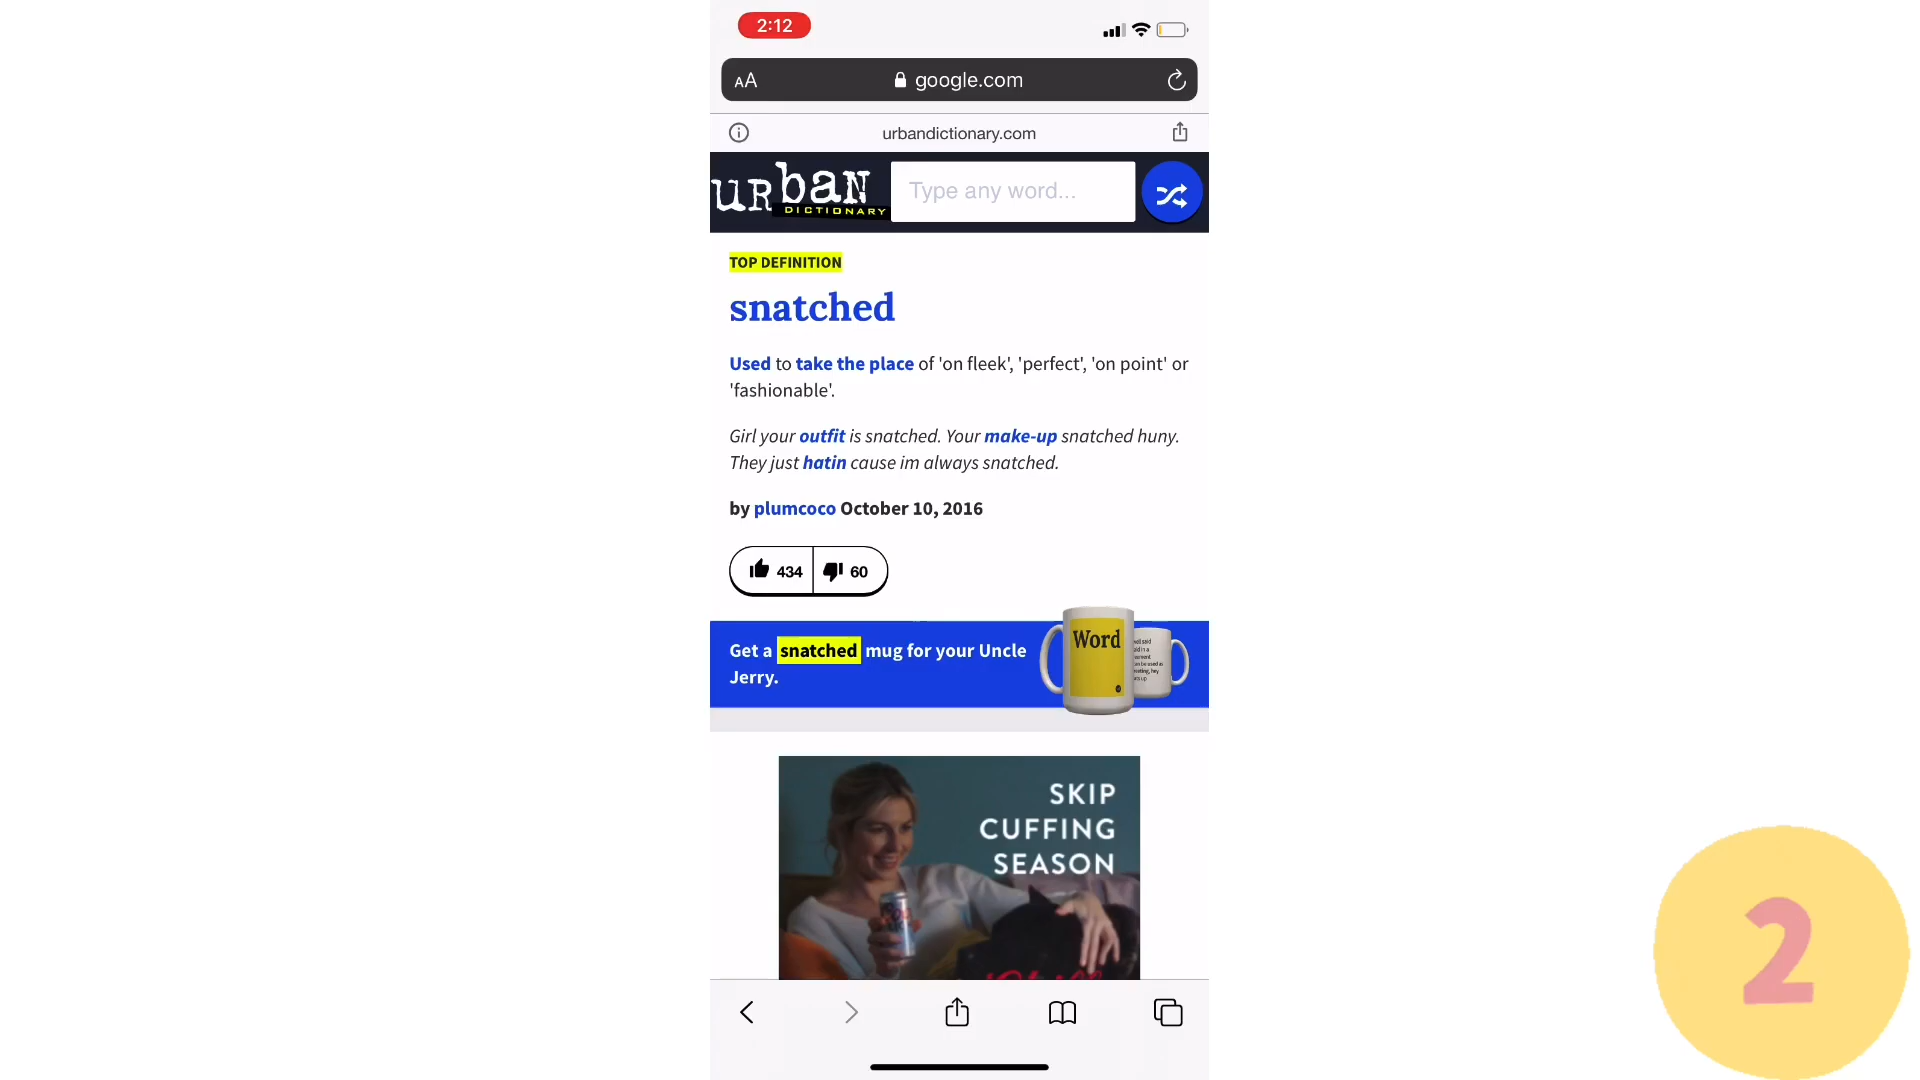 2:12
AA google.com
urbandictionary.com
urban
DICTIONARY
Type any word...
TOP DEFINITION
snatched
Used to take the place of 'on fleek', 'perfect', 'on point' or
'fashionable'.
Girl your outfit is snatched. Your make-up snatched huny.
They just hatin cause im always snatched.
by plumcoco October 10, 2016
434 60
Get a snatched mug for your Uncle
Jerry.
Word
SKIP
CUFFING
SEASON
2